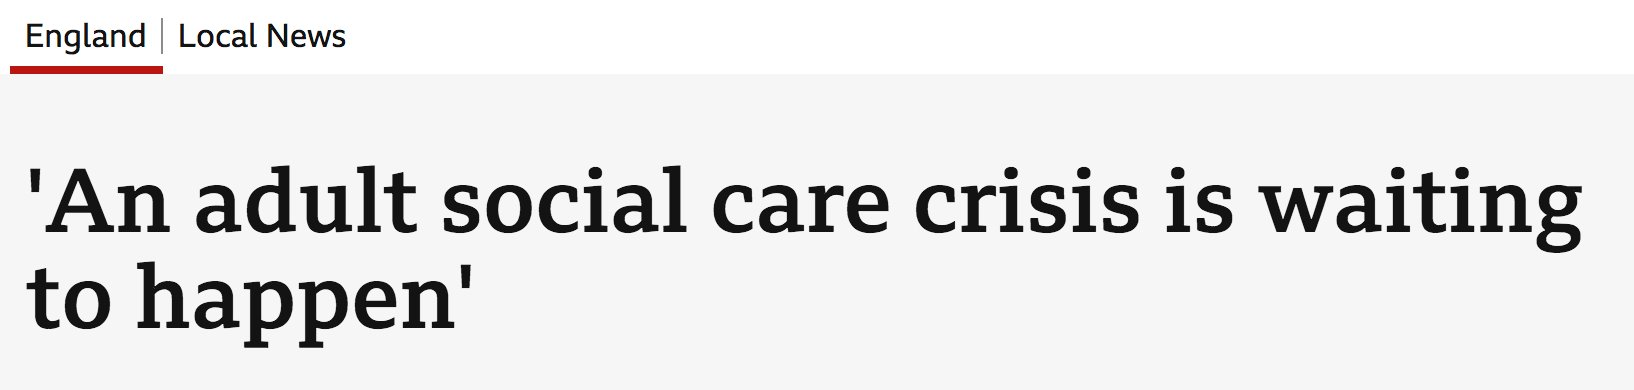 England | Local News
'An adult social care crisis is waiting
to happen'